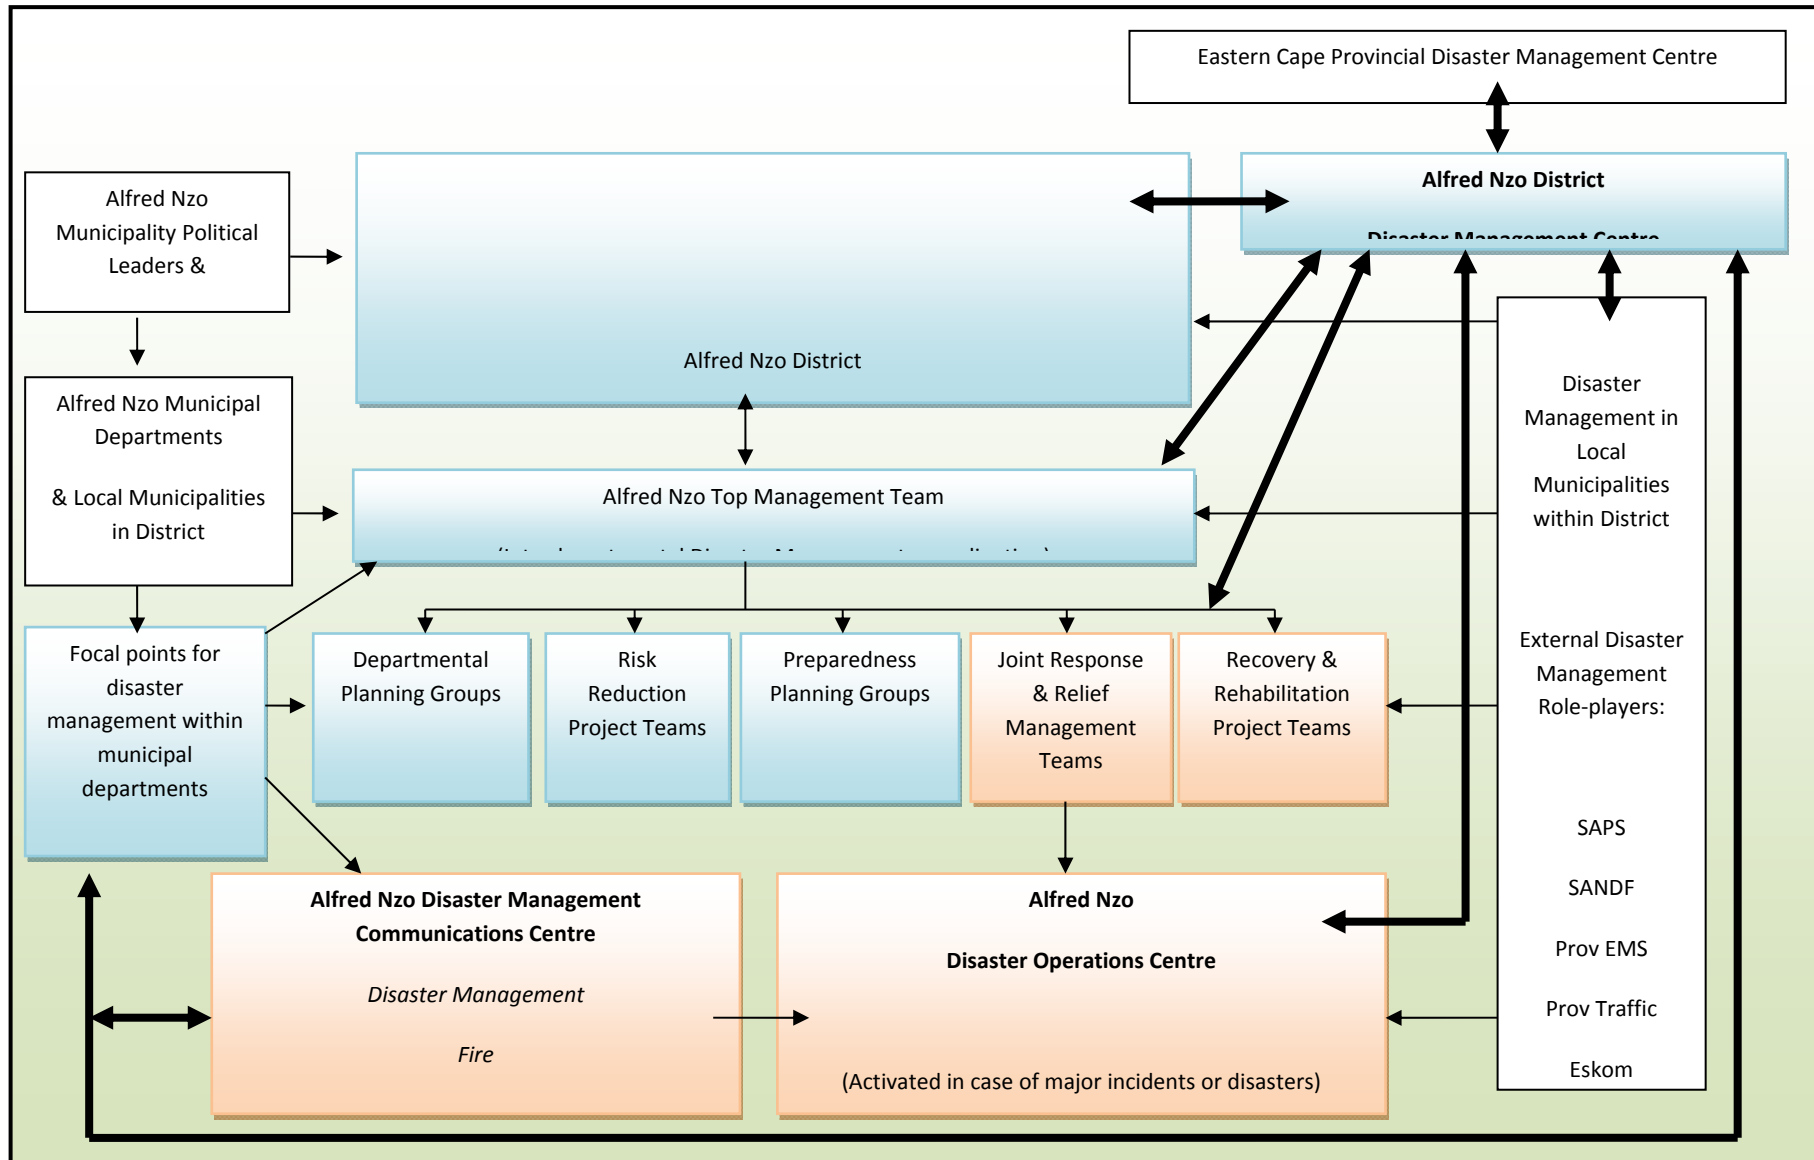 Eastern Cape Provincial Disaster Management Centre
Alfred Nzo District
Disaster Management Centre
Alfred Nzo
Municipality Political
Leaders &
Alfred Nzo District
Alfred Nzo Municipal
Departments
& Local Municipalities
in District
Alfred Nzo Top Management Team
Disaster
Management in
Local
Municipalities
within District
External Disaster
Management
Role-players:
SAPS
SANDF
Prov EMS
Prov Traffic
Eskom
Focal points for
disaster
management within
municipal
departments
Departmental
Planning Groups
Risk
Reduction
Project Teams
Preparedness
Planning Groups
Joint Response
& Relief
Management
Teams
Recovery &
Rehabilitation
Project Teams
Alfred Nzo Disaster Management
Communications Centre
Disaster Management
Fire
Alfred Nzo
Disaster Operations Centre
(Activated in case of major incidents or disasters)